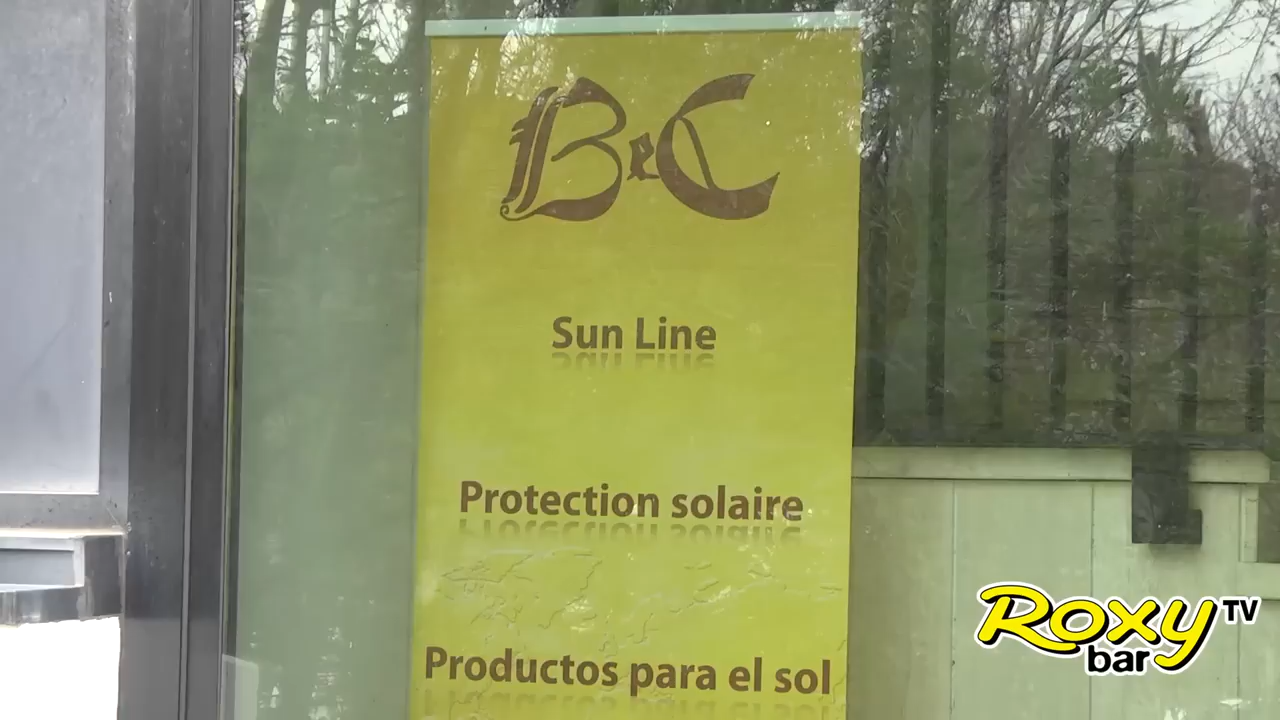 BeC
Sun Line
Protection solaire
Productos para el sol
Roxy TV
bar